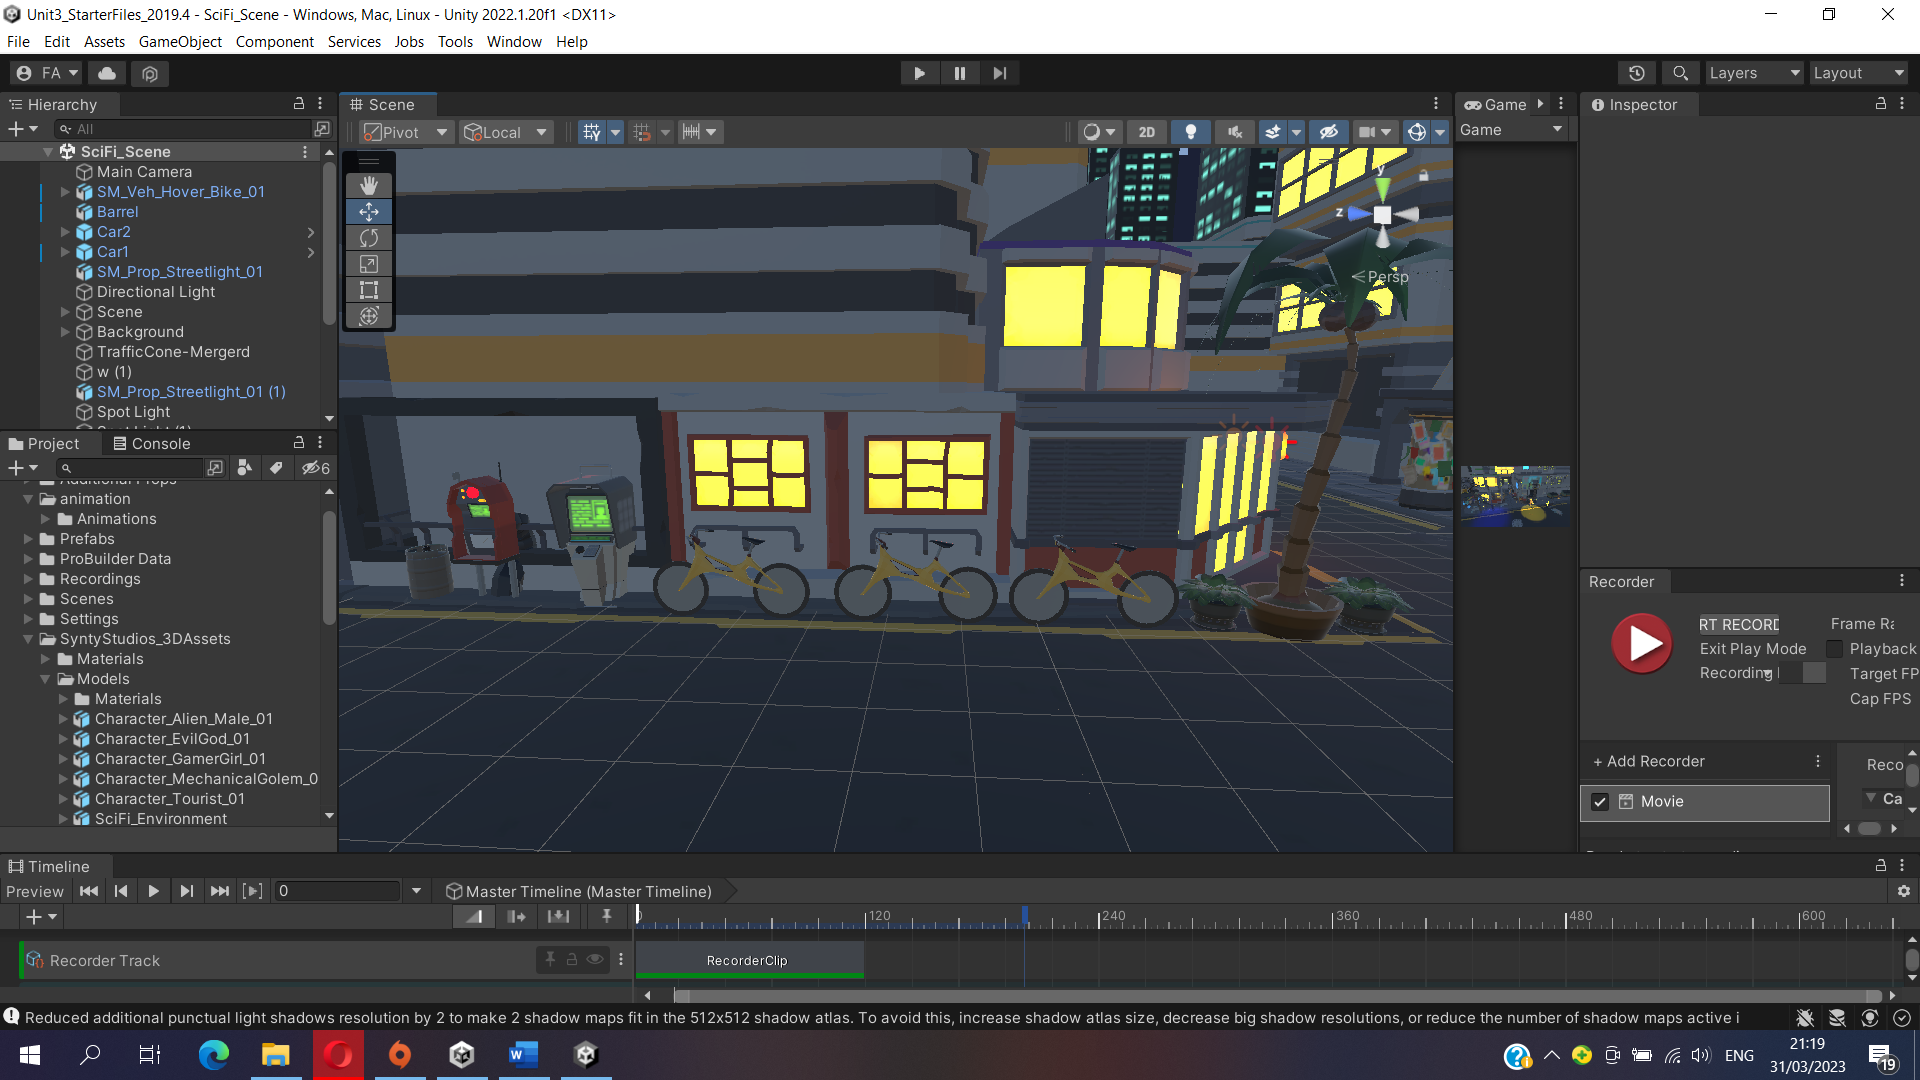 Unit3_StarterFiles_2019.4 - SciFi_Scene - Windows, Mac, Linux - Unity 2022.1.20f1 <DX11>
File Edit Assets GameObject Component Services Jobs Tools Window Help
FA Layers Layout
Hierarchy
All
SciFi_Scene
Main Camera
SM_Veh_Hover_Bike_01
Barrel
Car2
Car1
SM_Prop_Streetlight_01
Directional Light
Scene
Background
TrafficCone-Mergerd
w (1)
SM_Prop_Streetlight_01 (1)
Spot Light
Scene
Pivot Local 2D
y
z
Persp
Game
Game
Inspector
Project Console
6
animation
Animations
Prefabs
ProBuilder Data
Recordings
Scenes
Settings
SyntyStudios_3DAssets
Materials
Models
Materials
Character_Alien_Male_01
Character_EvilGod_01
Character_GamerGirl_01
Character_MechanicalGolem_0
Character_Tourist_01
SciFi_Environment
Recorder
RT RECORD Frame Ra
Exit Play Mode Playback
Recording Target FP
Cap FPS
+ Add Recorder Reco
Movie Ca
Timeline
Preview 0 Master Timeline (Master Timeline)
120 240 360 480 600
Recorder Track RecorderClip
Reduced additional punctual light shadows resolution by 2 to make 2 shadow maps fit in the 512x512 shadow atlas. To avoid this, increase shadow atlas size, decrease big shadow resolutions, or reduce the number of shadow maps active i
ENG 21:19
31/03/2023
19